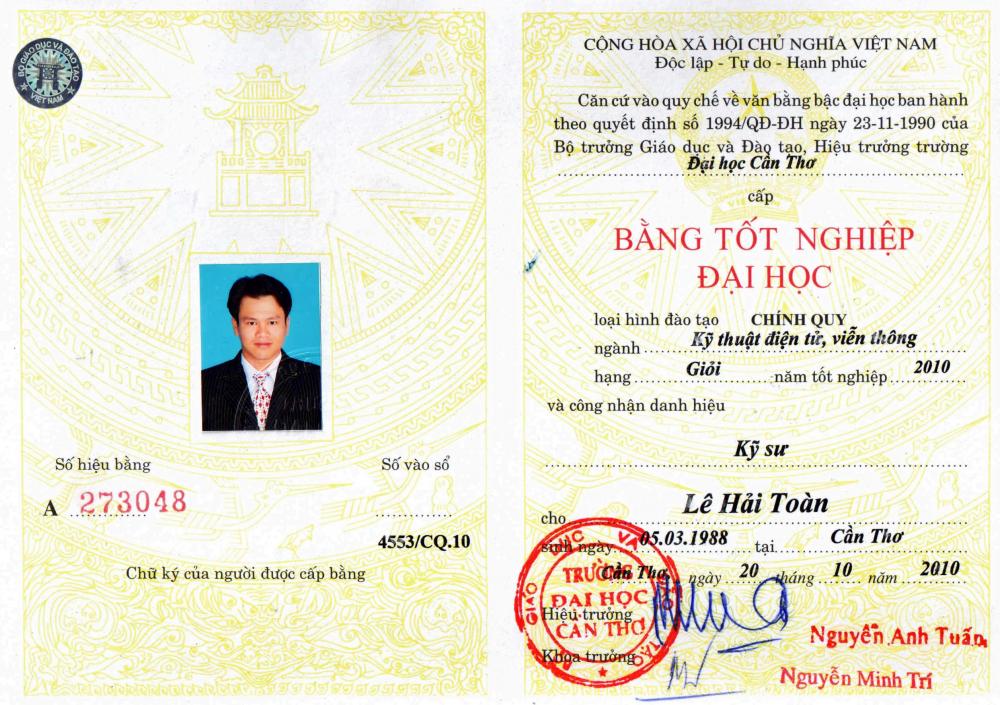 BỘ GIÁO DỤC VÀ ĐÀO TẠO
VIỆT NAM
Số hiệu bằng
Số vào sổ
A 273048
4553/CQ.10
Chữ ký của người được cấp bằng
CỘNG HÒA XÃ HỘI CHỦ NGHĨA VIỆT NAM
Độc lập - Tự do - Hạnh phúc
Căn cứ vào quy chế về văn bằng bậc đại học ban hành
theo quyết định số 1994/QĐ-ĐH ngày 23-11-1990 của
Bộ trưởng Giáo dục và Đào tạo, Hiệu trưởng trường
Đại học Cần Thơ
cấp
BẰNG TỐT NGHIỆP
ĐẠI HỌC
loại hình đào tạo CHÍNH QUY
ngành Kỹ thuật điện tử, viễn thông
hạng Giỏi năm tốt nghiệp 2010
và công nhận danh hiệu
Kỹ sư
cho Lê Hải Toàn
sinh ngày 05.03.1988 tại Cần Thơ
Cần Thơ, ngày 20 tháng 10 năm 2010
Hiệu trưởng
Khoa trưởng
TRƯỜNG
ĐẠI HỌC
CẦN THƠ
GIÁO DỤC VÀ
Nguyễn Anh Tuấn
Nguyễn Minh Trí